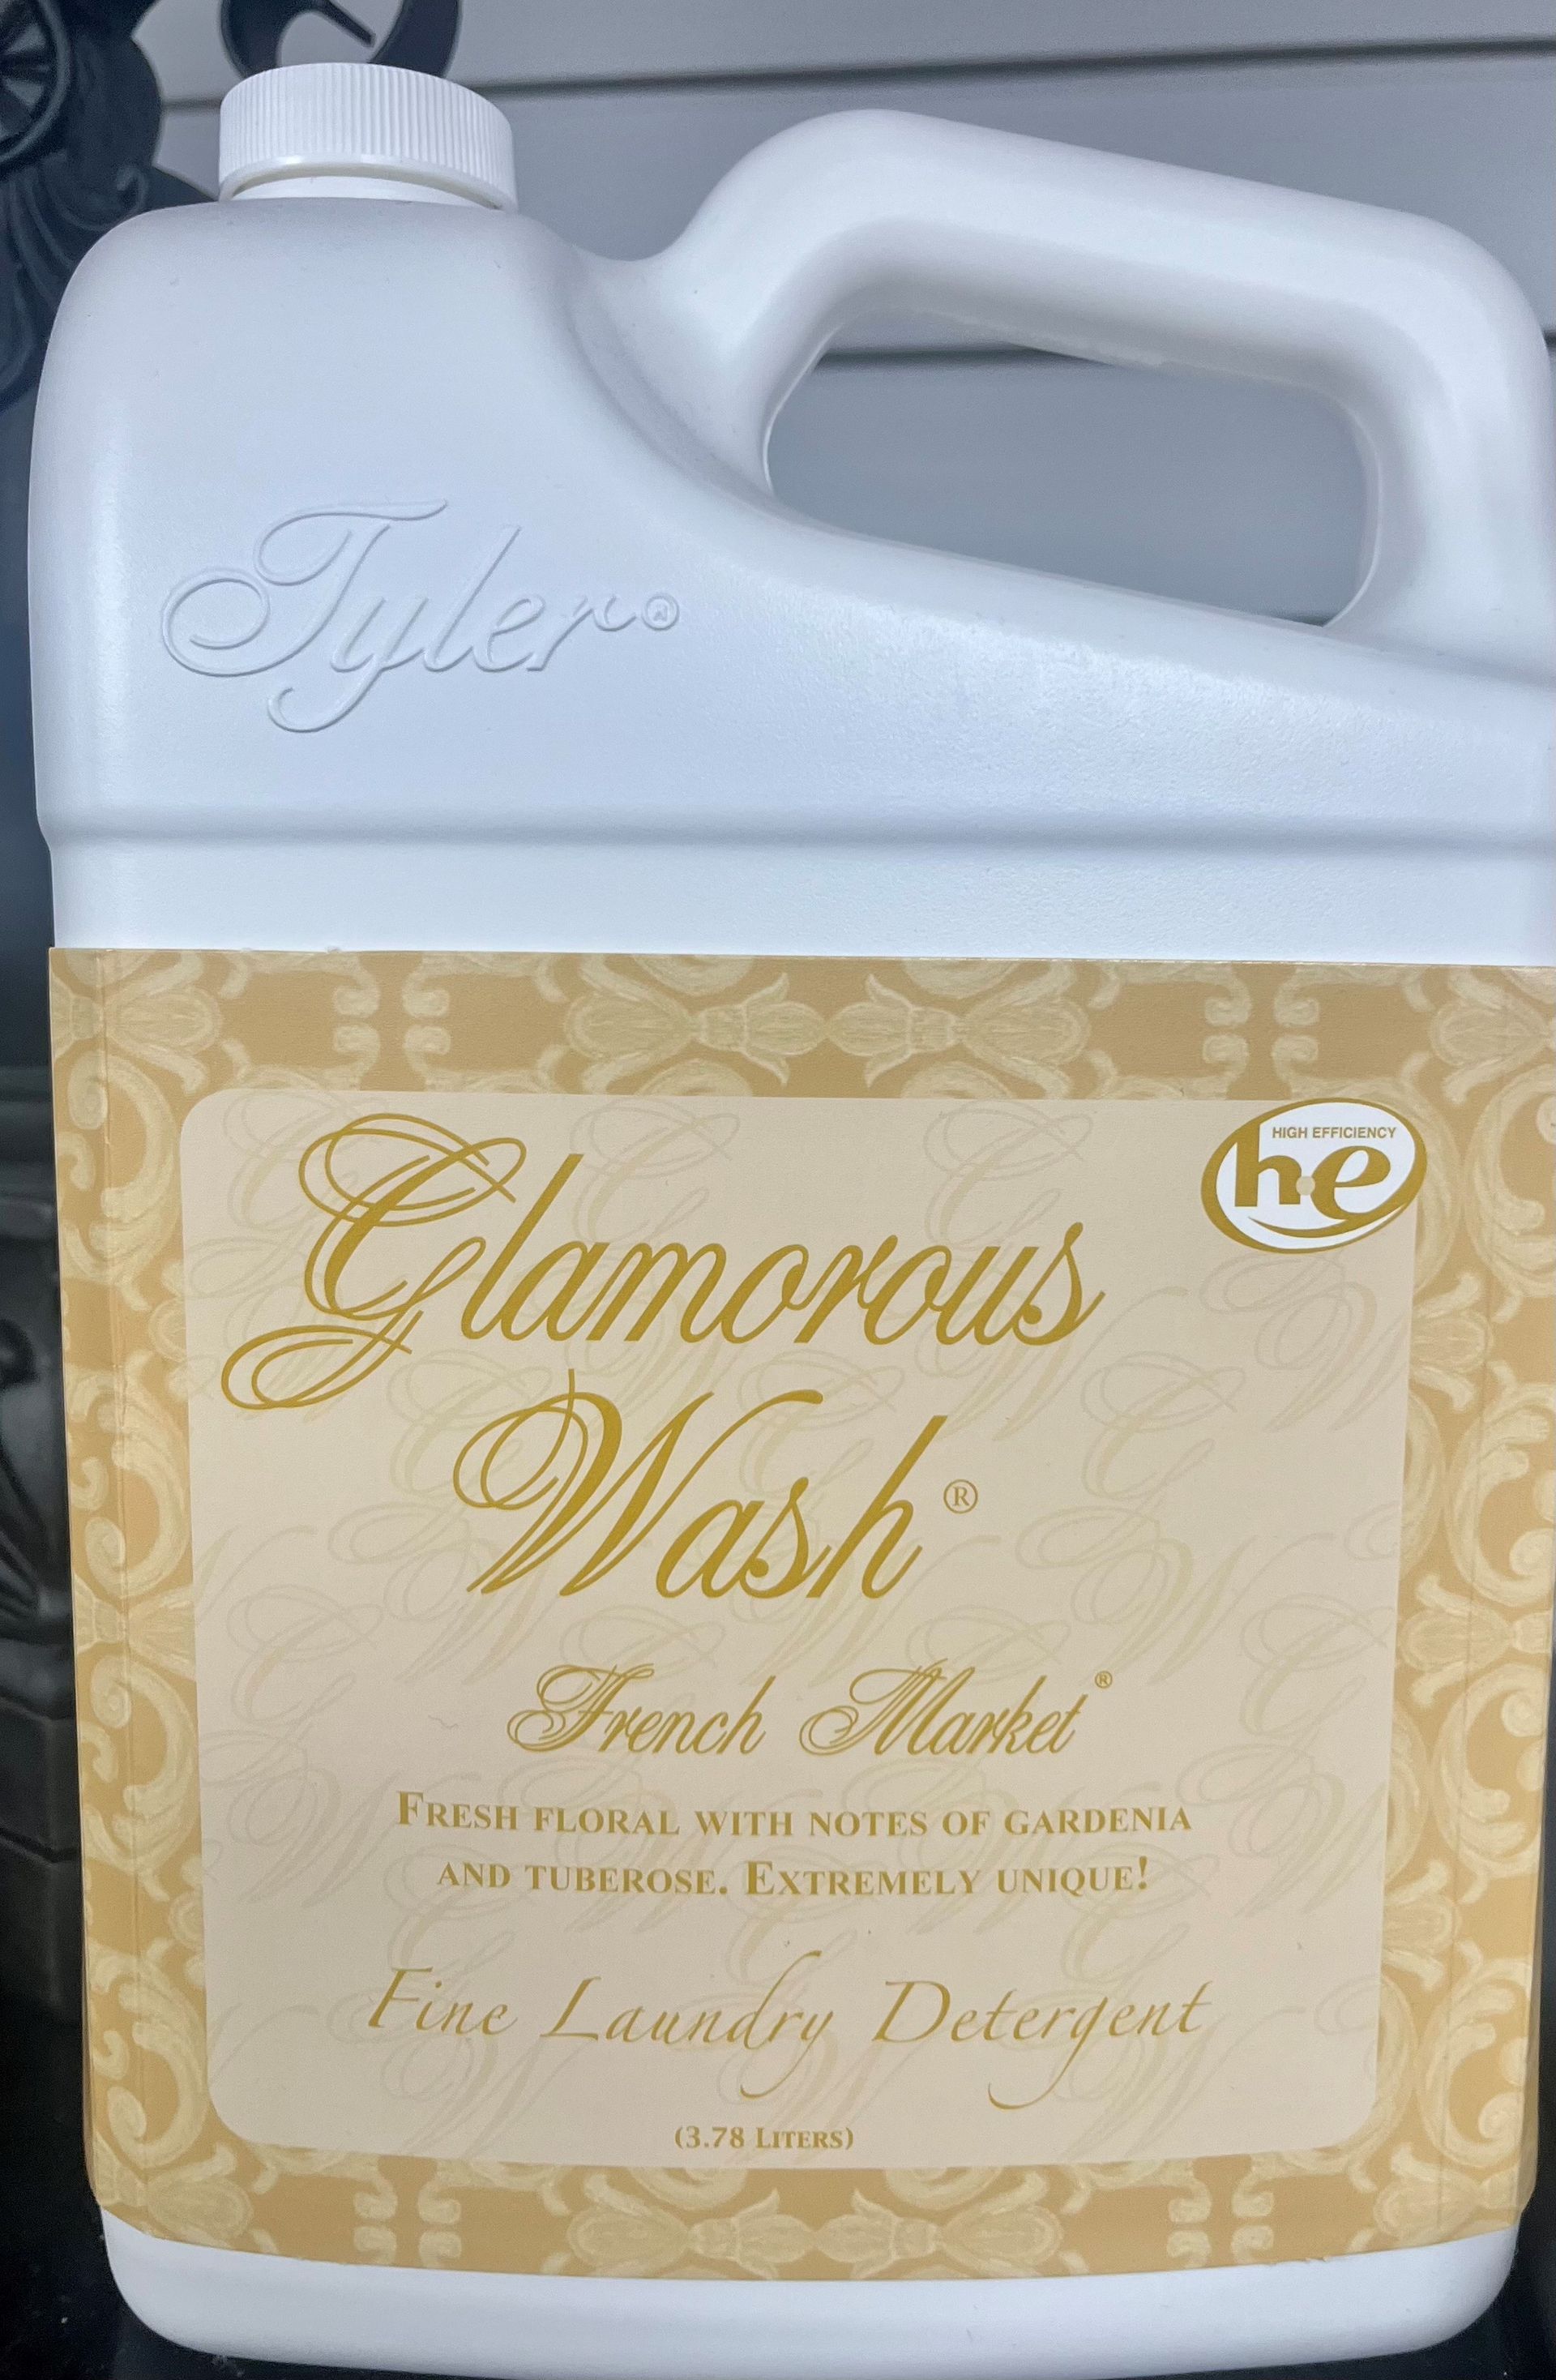 Tyler®
HIGH EFFICIENCY
he
Glamorous
Wash®
French Market®
FRESH FLORAL WITH NOTES OF GARDENIA
AND TUBEROSE. EXTREMELY UNIQUE!
Fine Laundry Detergent
(3.78 LITERS)